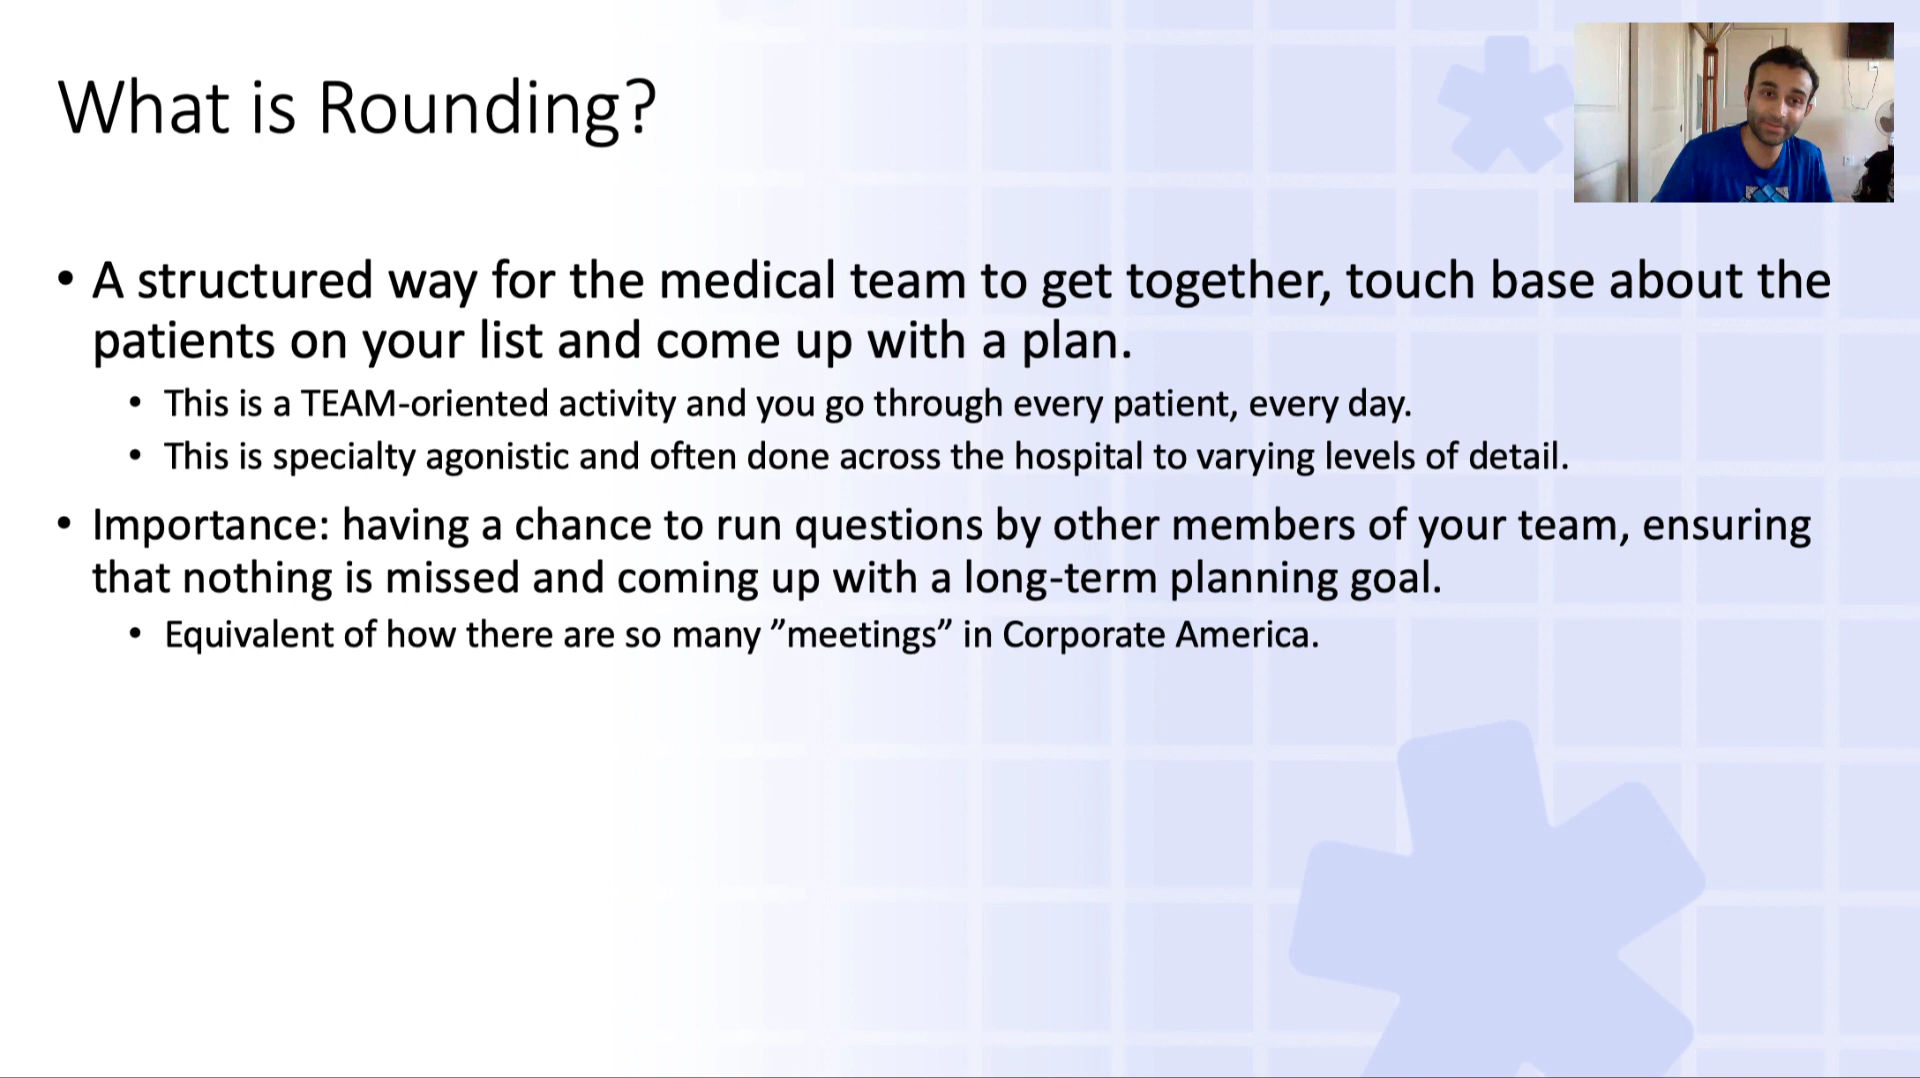 What is Rounding?
• A structured way for the medical team to get together, touch base about the
patients on your list and come up with a plan.
• This is a TEAM-oriented activity and you go through every patient, every day.
• This is specialty agonistic and often done across the hospital to varying levels of detail.
• Importance: having a chance to run questions by other members of your team, ensuring
that nothing is missed and coming up with a long-term planning goal.
• Equivalent of how there are so many ”meetings” in Corporate America.